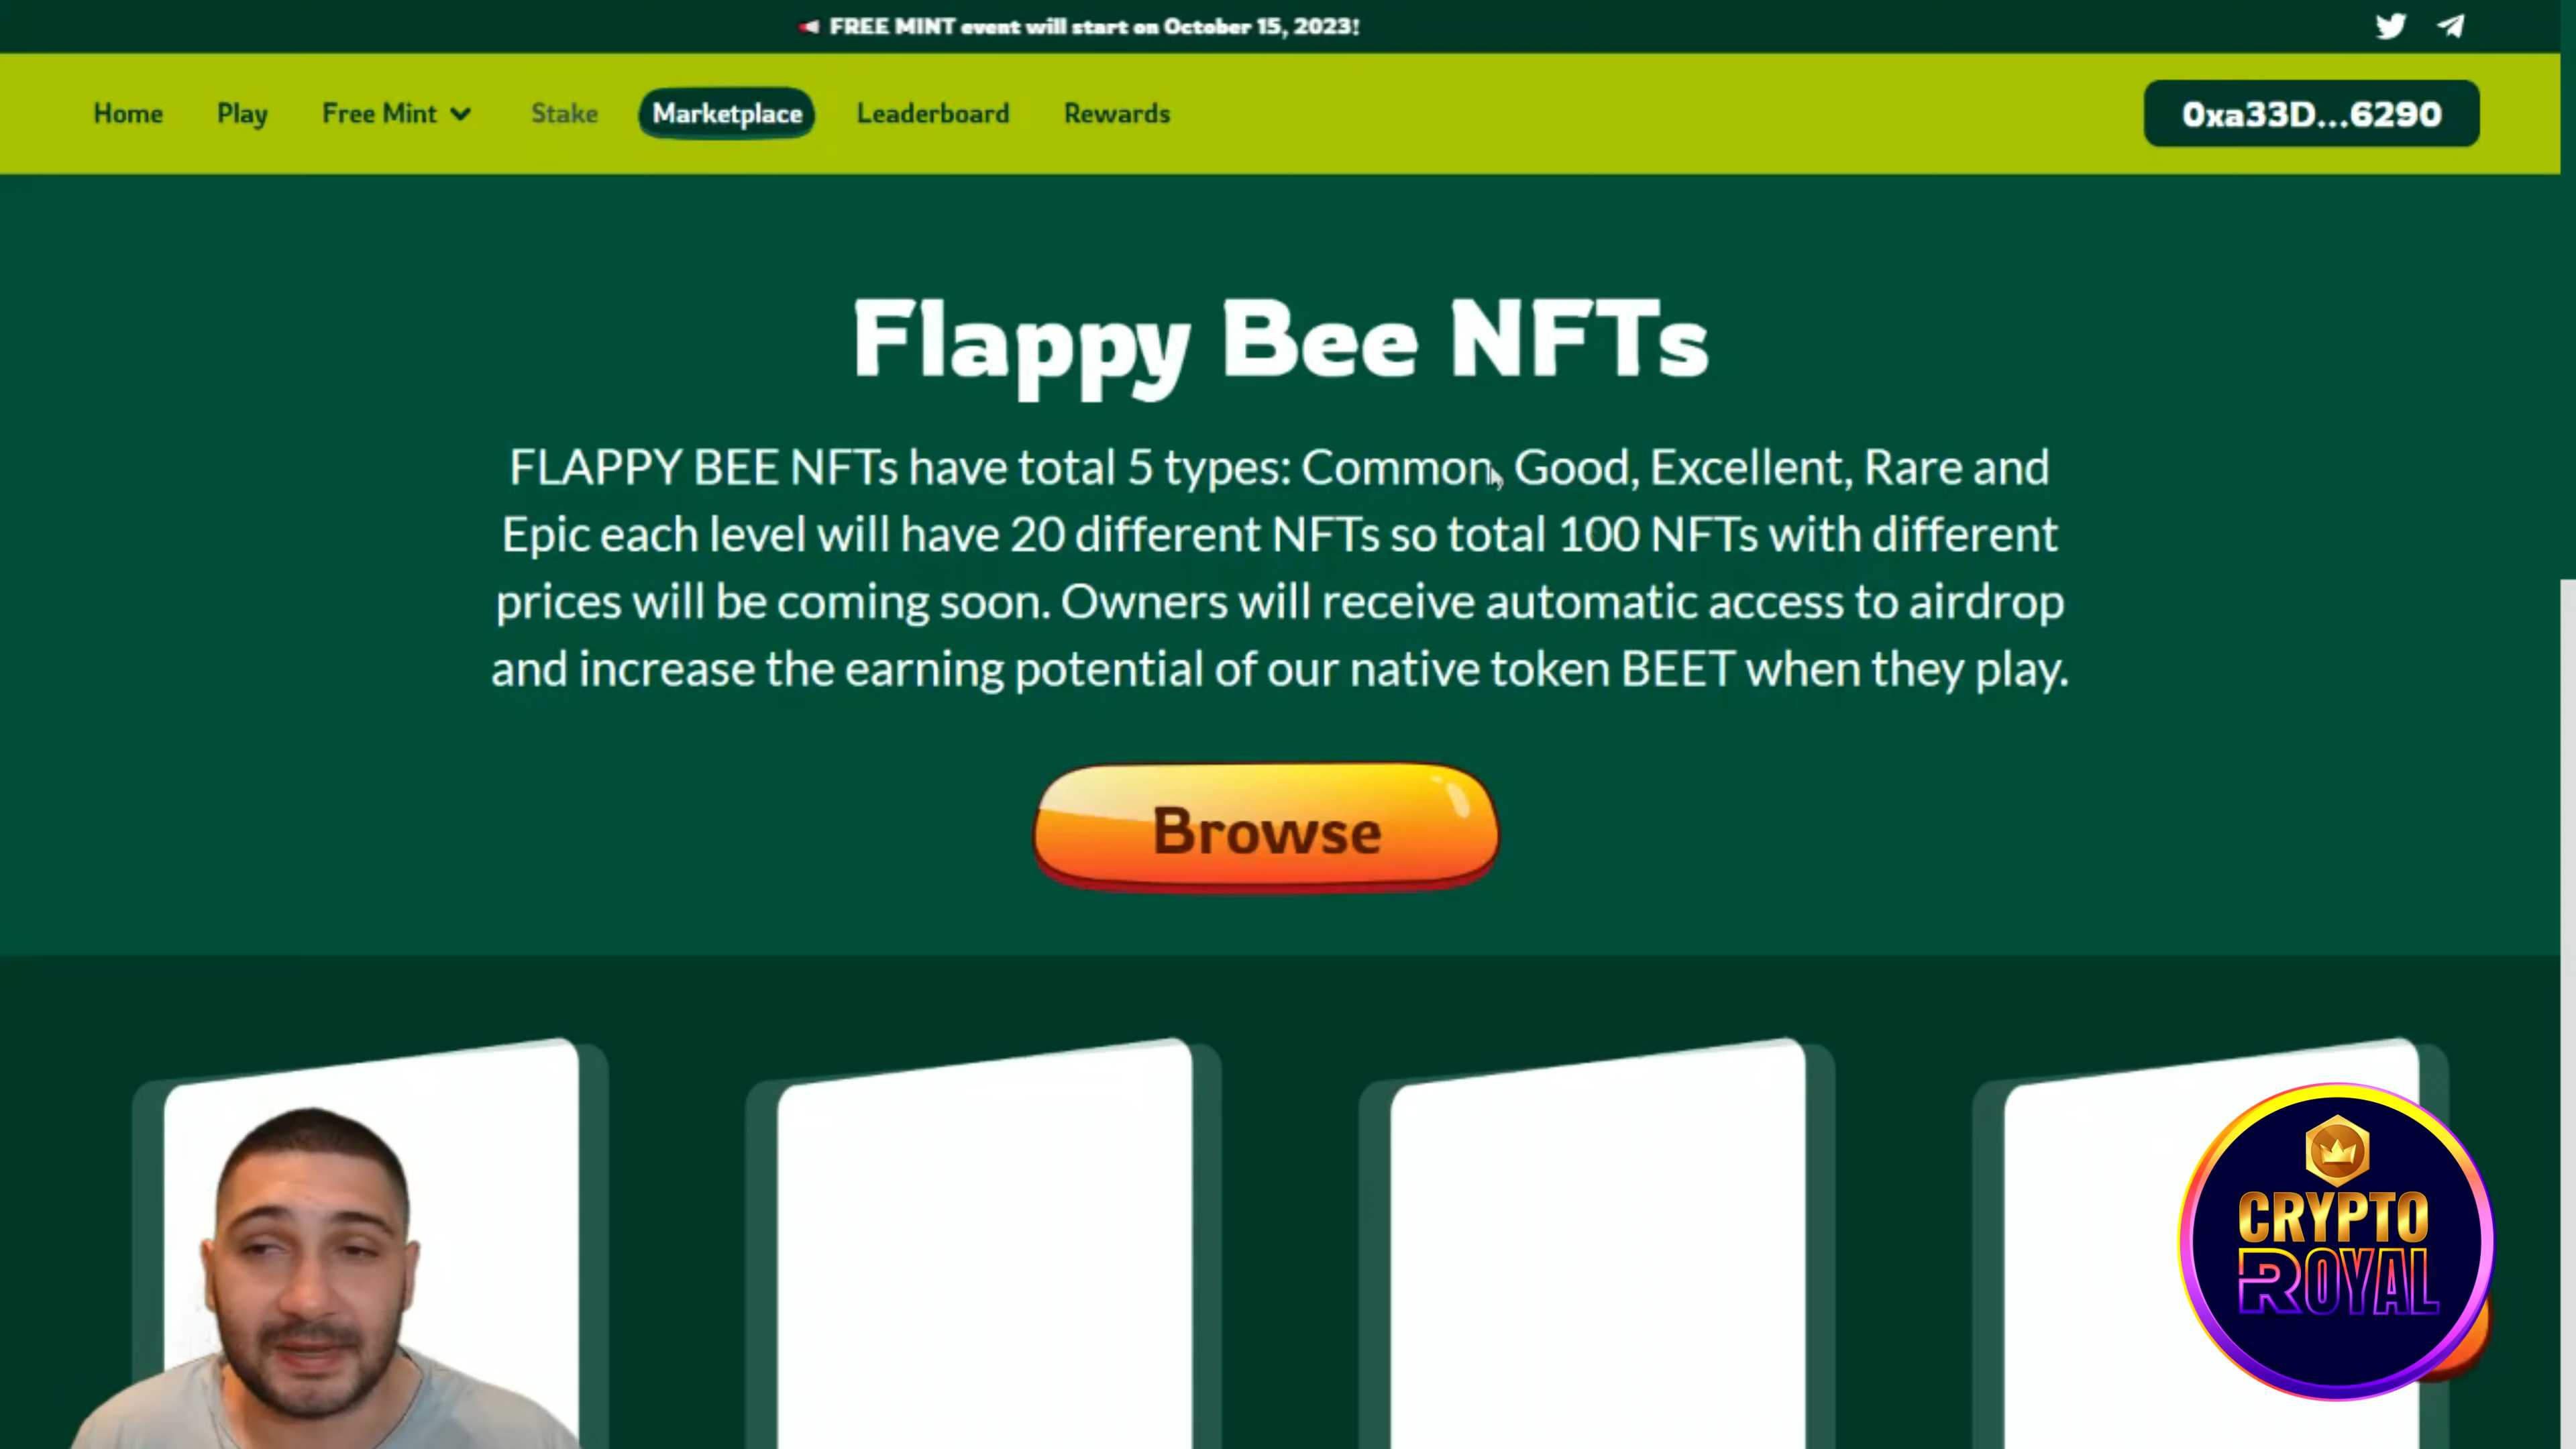 FREE MINT event will start on October 15, 2023!
Home Play Free Mint Stake Marketplace Leaderboard Rewards 0xa33D...6290
Flappy Bee NFTs
FLAPPY BEE NFTs have total 5 types: Common, Good, Excellent, Rare and
Epic each level will have 20 different NFTs so total 100 NFTs with different
prices will be coming soon. Owners will receive automatic access to airdrop
and increase the earning potential of our native token BEET when they play.
Browse
CRYPTO
ROYAL